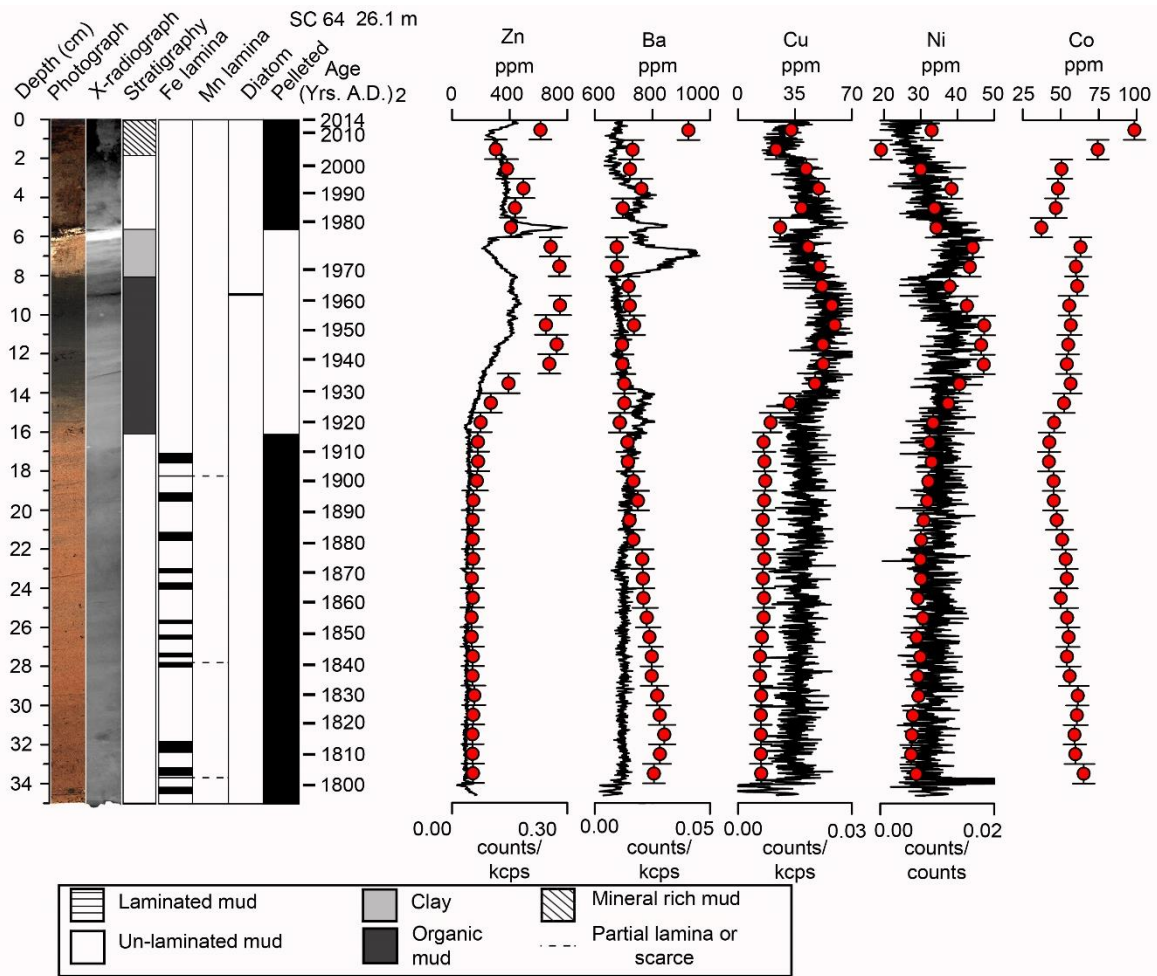 SC 64 26.1 m
Depth (cm)
Photograph
X-radiograph
Stratigraphy
Fe lamina
Mn lamina
Diatom
Pelleted
Age
(Yrs. A.D.) 2
Zn
ppm
0 400 800
Ba
ppm
600 800 1000
Cu
ppm
0 35 70
Ni
ppm
20 30 40 50
Co
ppm
25 50 75 100
0
2
4
6
8
10
12
14
16
18
20
22
24
26
28
30
32
34
2014
2010
2000
1990
1980
1970
1960
1950
1940
1930
1920
1910
1900
1890
1880
1870
1860
1850
1840
1830
1820
1810
1800
0.00 0.30
counts/
kcps
0.00 0.05
counts/
kcps
0.00 0.03
counts/
kcps
0.00 0.02
counts/
counts
Laminated mud
Un-laminated mud
Clay
Organic
mud
Mineral rich mud
Partial lamina or
scarce